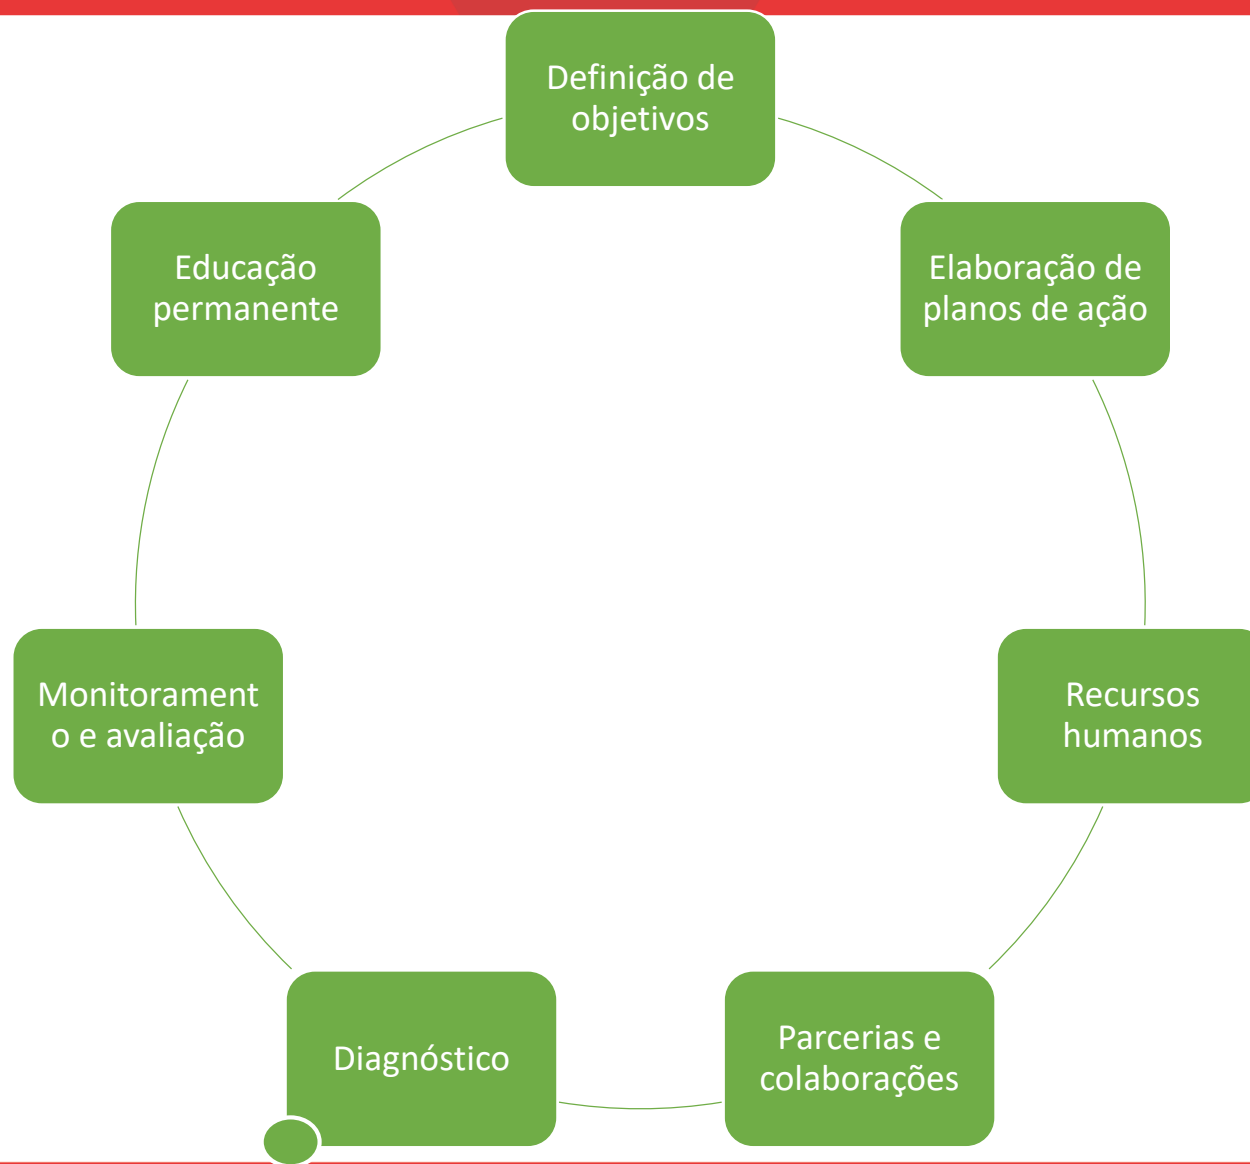 Definição de
objetivos
Elaboração de
planos de ação
Recursos
humanos
Parcerias e
colaborações
Diagnóstico
Monitorament
o e avaliação
Educação
permanente